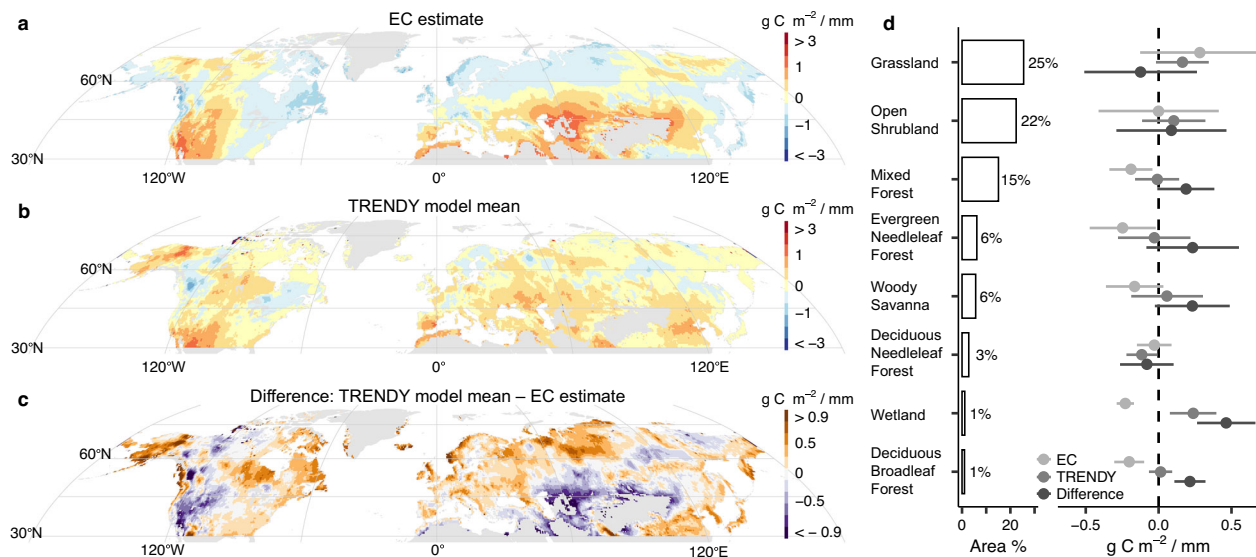 a
EC estimate
g C m⁻² / mm
> 3
1
0
−1
< −3
60°N
30°N
120°W
0°
120°E
b
TRENDY model mean
g C m⁻² / mm
> 3
1
0
−1
< −3
60°N
30°N
120°W
0°
120°E
c
Difference: TRENDY model mean – EC estimate
g C m⁻² / mm
> 0.9
0.5
0
−0.5
< − 0.9
60°N
30°N
120°W
0°
120°E
d
Grassland
25%
Open
Shrubland
22%
Mixed
Forest
15%
Evergreen
Needleleaf
Forest
6%
Woody
Savanna
6%
Deciduous
Needleleaf
Forest
3%
Wetland
1%
Deciduous
Broadleaf
Forest
1%
EC
TRENDY
Difference
0 20
Area %
−0.5 0.0 0.5
g C m⁻² / mm